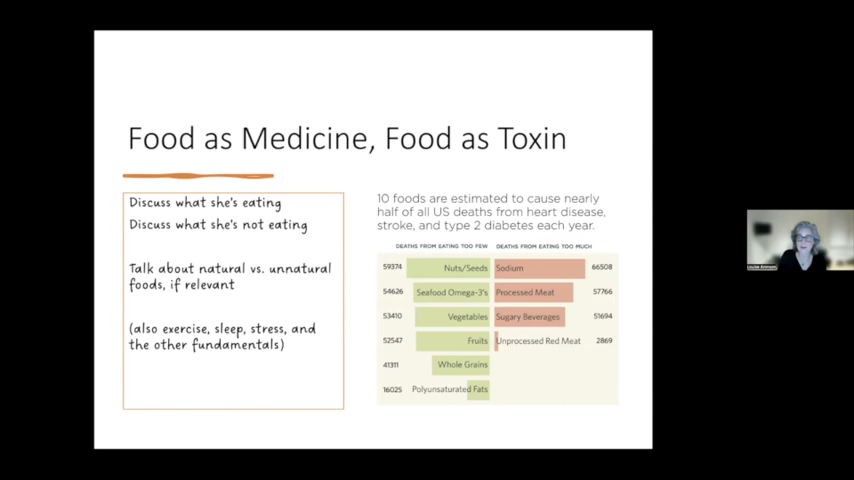 Food as Medicine, Food as Toxin
Discuss what she's eating
Discuss what she's not eating
Talk about natural vs. unnatural
foods, if relevant
(also exercise, sleep, stress, and
the other fundamentals)
10 foods are estimated to cause nearly
half of all US deaths from heart disease,
stroke, and type 2 diabetes each year.
DEATHS FROM EATING TOO FEW DEATHS FROM EATING TOO MUCH
59374 Nuts/Seeds Sodium 66508
54626 Seafood Omega-3's Processed Meat 57766
53410 Vegetables Sugary Beverages 51694
52547 Fruits Unprocessed Red Meat 2869
41311 Whole Grains
16025 Polyunsaturated Fats